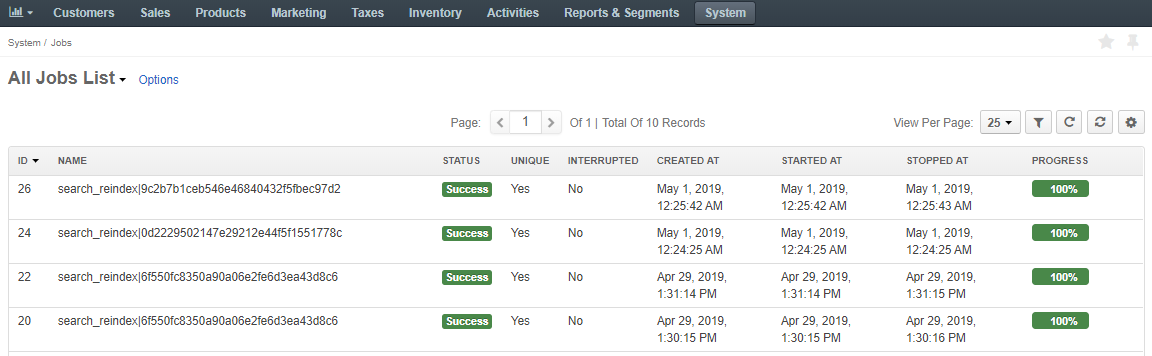 Customers Sales Products Marketing Taxes Inventory Activities Reports & Segments System
System / Jobs
All Jobs List Options
Page: 1 Of 1 | Total Of 10 Records View Per Page: 25
ID NAME STATUS UNIQUE INTERRUPTED CREATED AT STARTED AT STOPPED AT PROGRESS
26 search_reindex|9c2b7b1ceb546e46840432f5fbec97d2 Success Yes No May 1, 2019, May 1, 2019, May 1, 2019, 100%
12:25:42 AM 12:25:42 AM 12:25:43 AM
24 search_reindex|0d2229502147e29212e44f5f1551778c Success Yes No May 1, 2019, May 1, 2019, May 1, 2019, 100%
12:24:25 AM 12:24:25 AM 12:24:25 AM
22 search_reindex|6f550fc8350a90a06e2fe6d3ea43d8c6 Success Yes No Apr 29, 2019, Apr 29, 2019, Apr 29, 2019, 100%
1:31:14 PM 1:31:14 PM 1:31:15 PM
20 search_reindex|6f550fc8350a90a06e2fe6d3ea43d8c6 Success Yes No Apr 29, 2019, Apr 29, 2019, Apr 29, 2019, 100%
1:30:15 PM 1:30:15 PM 1:30:16 PM